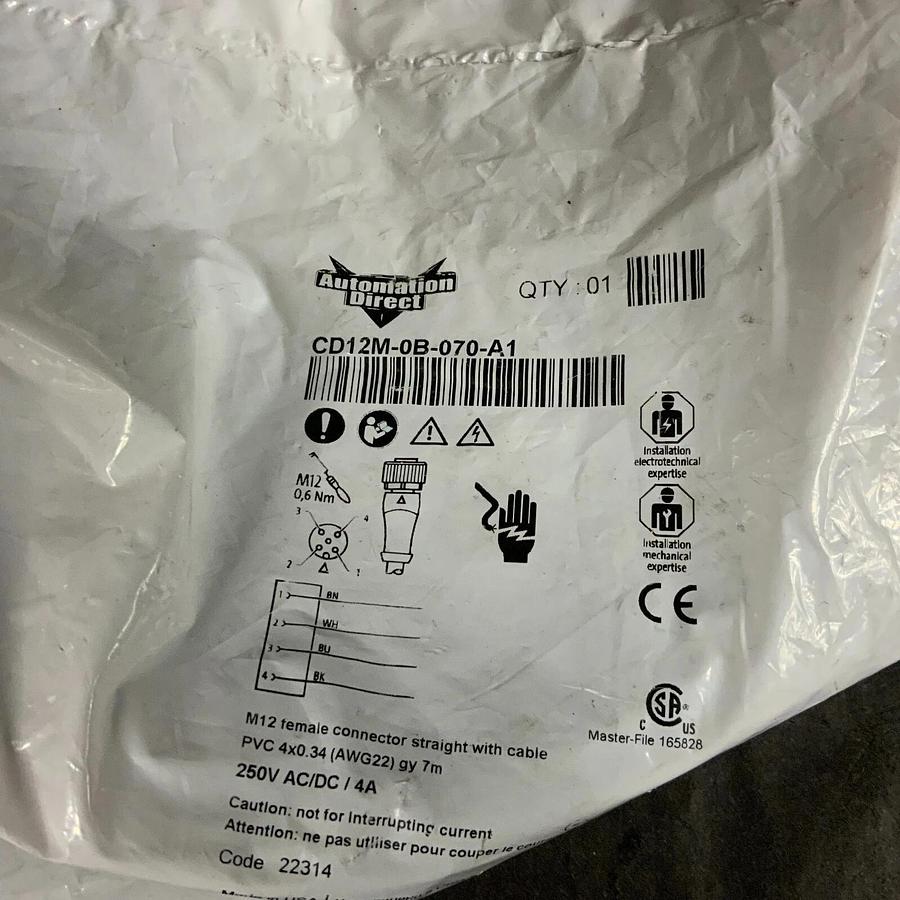 Automation
Direct
QTY : 01
CD12M-0B-070-A1
Installation
electrotechnical
expertise
M12
0,6 Nm
3
4
2
1
Installation
mechanical
expertise
CE
1 BN
2 WH
3 BU
4 BK
SA®
C US
Master-File 165828
M12 female connector straight with cable
PVC 4x0.34 (AWG22) gy 7m
250V AC/DC / 4A
Caution: not for interrupting current
Attention: ne pas utiliser pour couper le
Code 22314